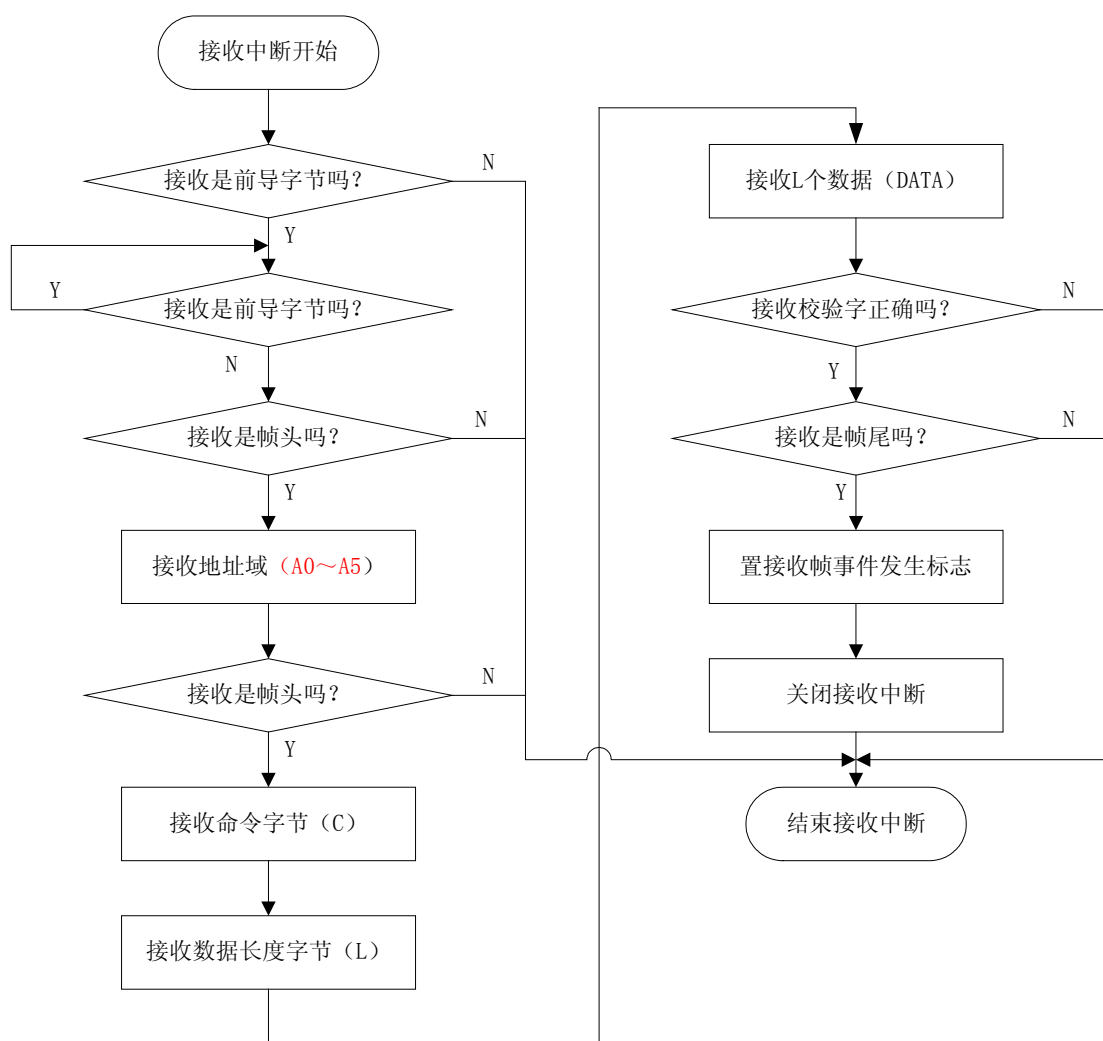 接收中断开始
接收是前导字节吗？
N
Y
接收是前导字节吗？
Y
N
接收是帧头吗？
N
Y
接收地址域（A0～A5）
接收是帧头吗？
N
Y
接收命令字节（C）
接收数据长度字节（L）
接收L个数据（DATA）
接收校验字正确吗？
N
Y
接收是帧尾吗？
N
Y
置接收帧事件发生标志
关闭接收中断
结束接收中断